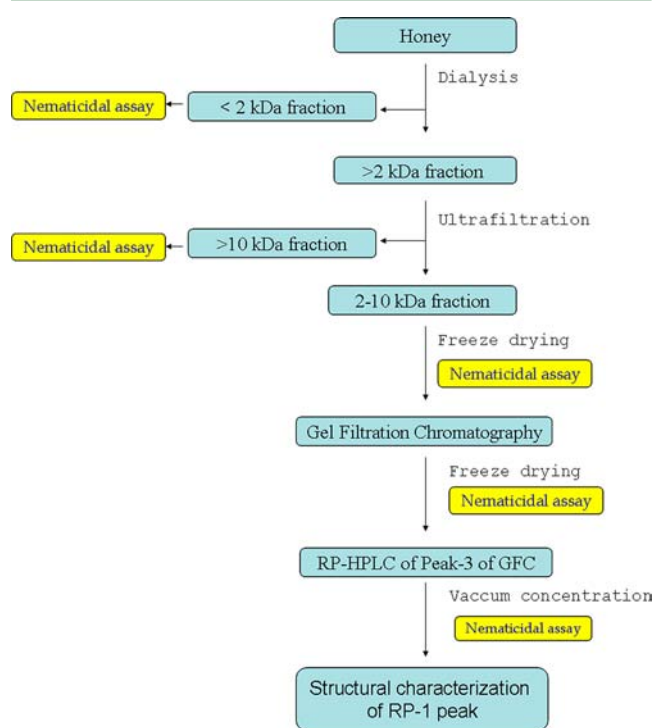 Honey
Dialysis
Nematicidal assay
< 2 kDa fraction
>2 kDa fraction
Ultrafiltration
Nematicidal assay
>10 kDa fraction
2-10 kDa fraction
Freeze drying
Nematicidal assay
Gel Filtration Chromatography
Freeze drying
Nematicidal assay
RP-HPLC of Peak-3 of GFC
Vaccum concentration
Nematicidal assay
Structural characterization
of RP-1 peak